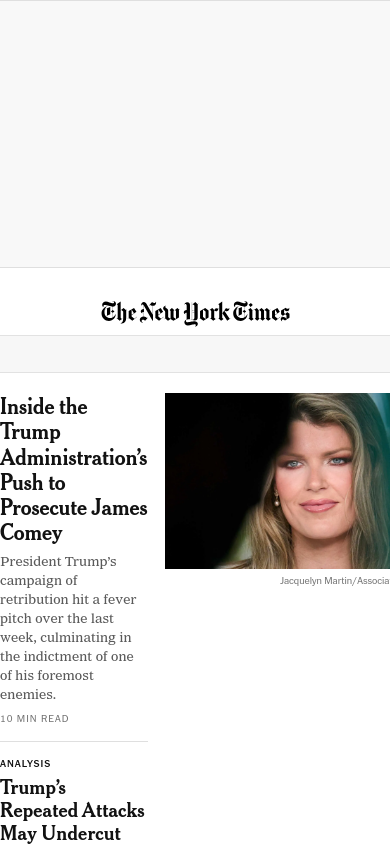 The New York Times
Inside the
Trump
Administration's
Push to
Prosecute James
Comey
President Trump's
campaign of
retribution hit a fever
pitch over the last
week, culminating in
the indictment of one
of his foremost
enemies.
10 MIN READ
Jacquelyn Martin/Associa
ANALYSIS
Trump's
Repeated Attacks
May Undercut